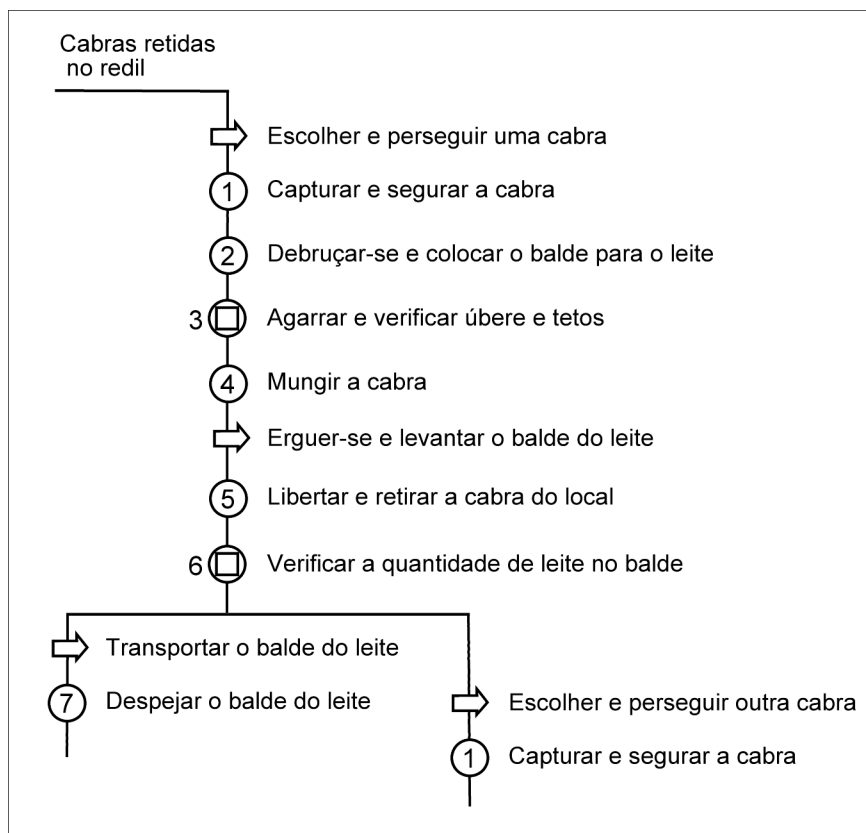 Cabras retidas
no redil
Escolher e perseguir uma cabra
1 Capturar e segurar a cabra
2 Debruçar-se e colocar o balde para o leite
3 Agarrar e verificar úbere e tetos
4 Mungir a cabra
Erguer-se e levantar o balde do leite
5 Libertar e retirar a cabra do local
6 Verificar a quantidade de leite no balde
Transportar o balde do leite
7 Despejar o balde do leite
Escolher e perseguir outra cabra
1 Capturar e segurar a cabra